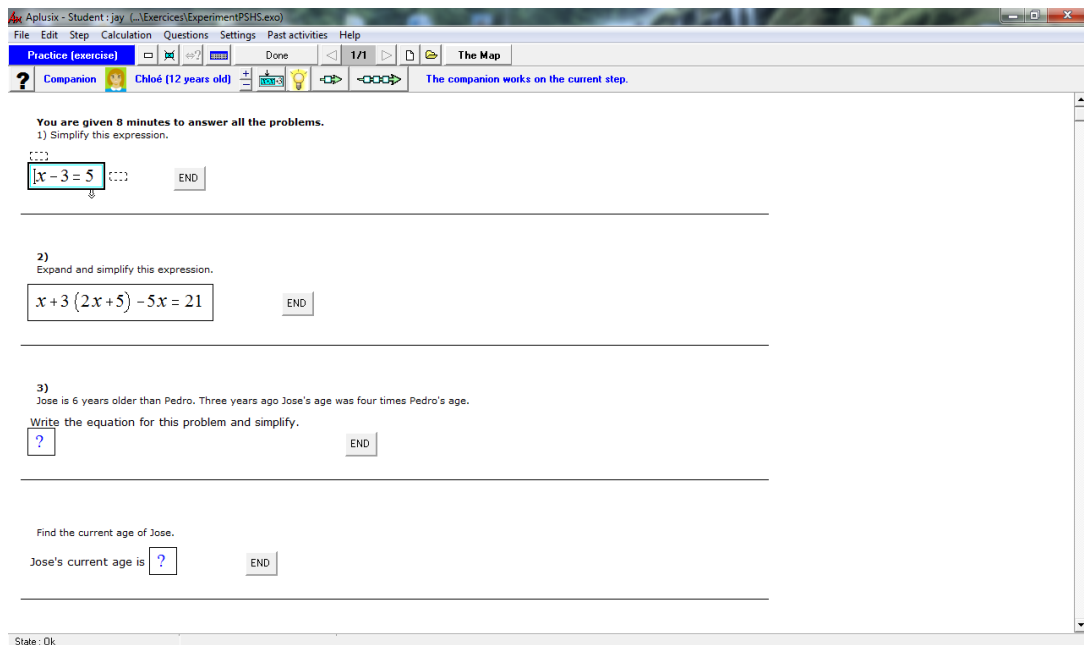 Aplusix - Student : jay (...\Exercices\ExperimentPSHS.exo)
File Edit Step Calculation Questions Settings Past activities Help
Practice (exercise) ⇔? Done 1/1 The Map
? Companion Chloé (12 years old) + − The companion works on the current step.
You are given 8 minutes to answer all the problems.
1) Simplify this expression.
x − 3 = 5 END
2)
Expand and simplify this expression.
x + 3 (2x + 5) − 5x = 21 END
3)
Jose is 6 years older than Pedro. Three years ago Jose's age was four times Pedro's age.
Write the equation for this problem and simplify.
? END
Find the current age of Jose.
Jose's current age is ? END
State : Ok